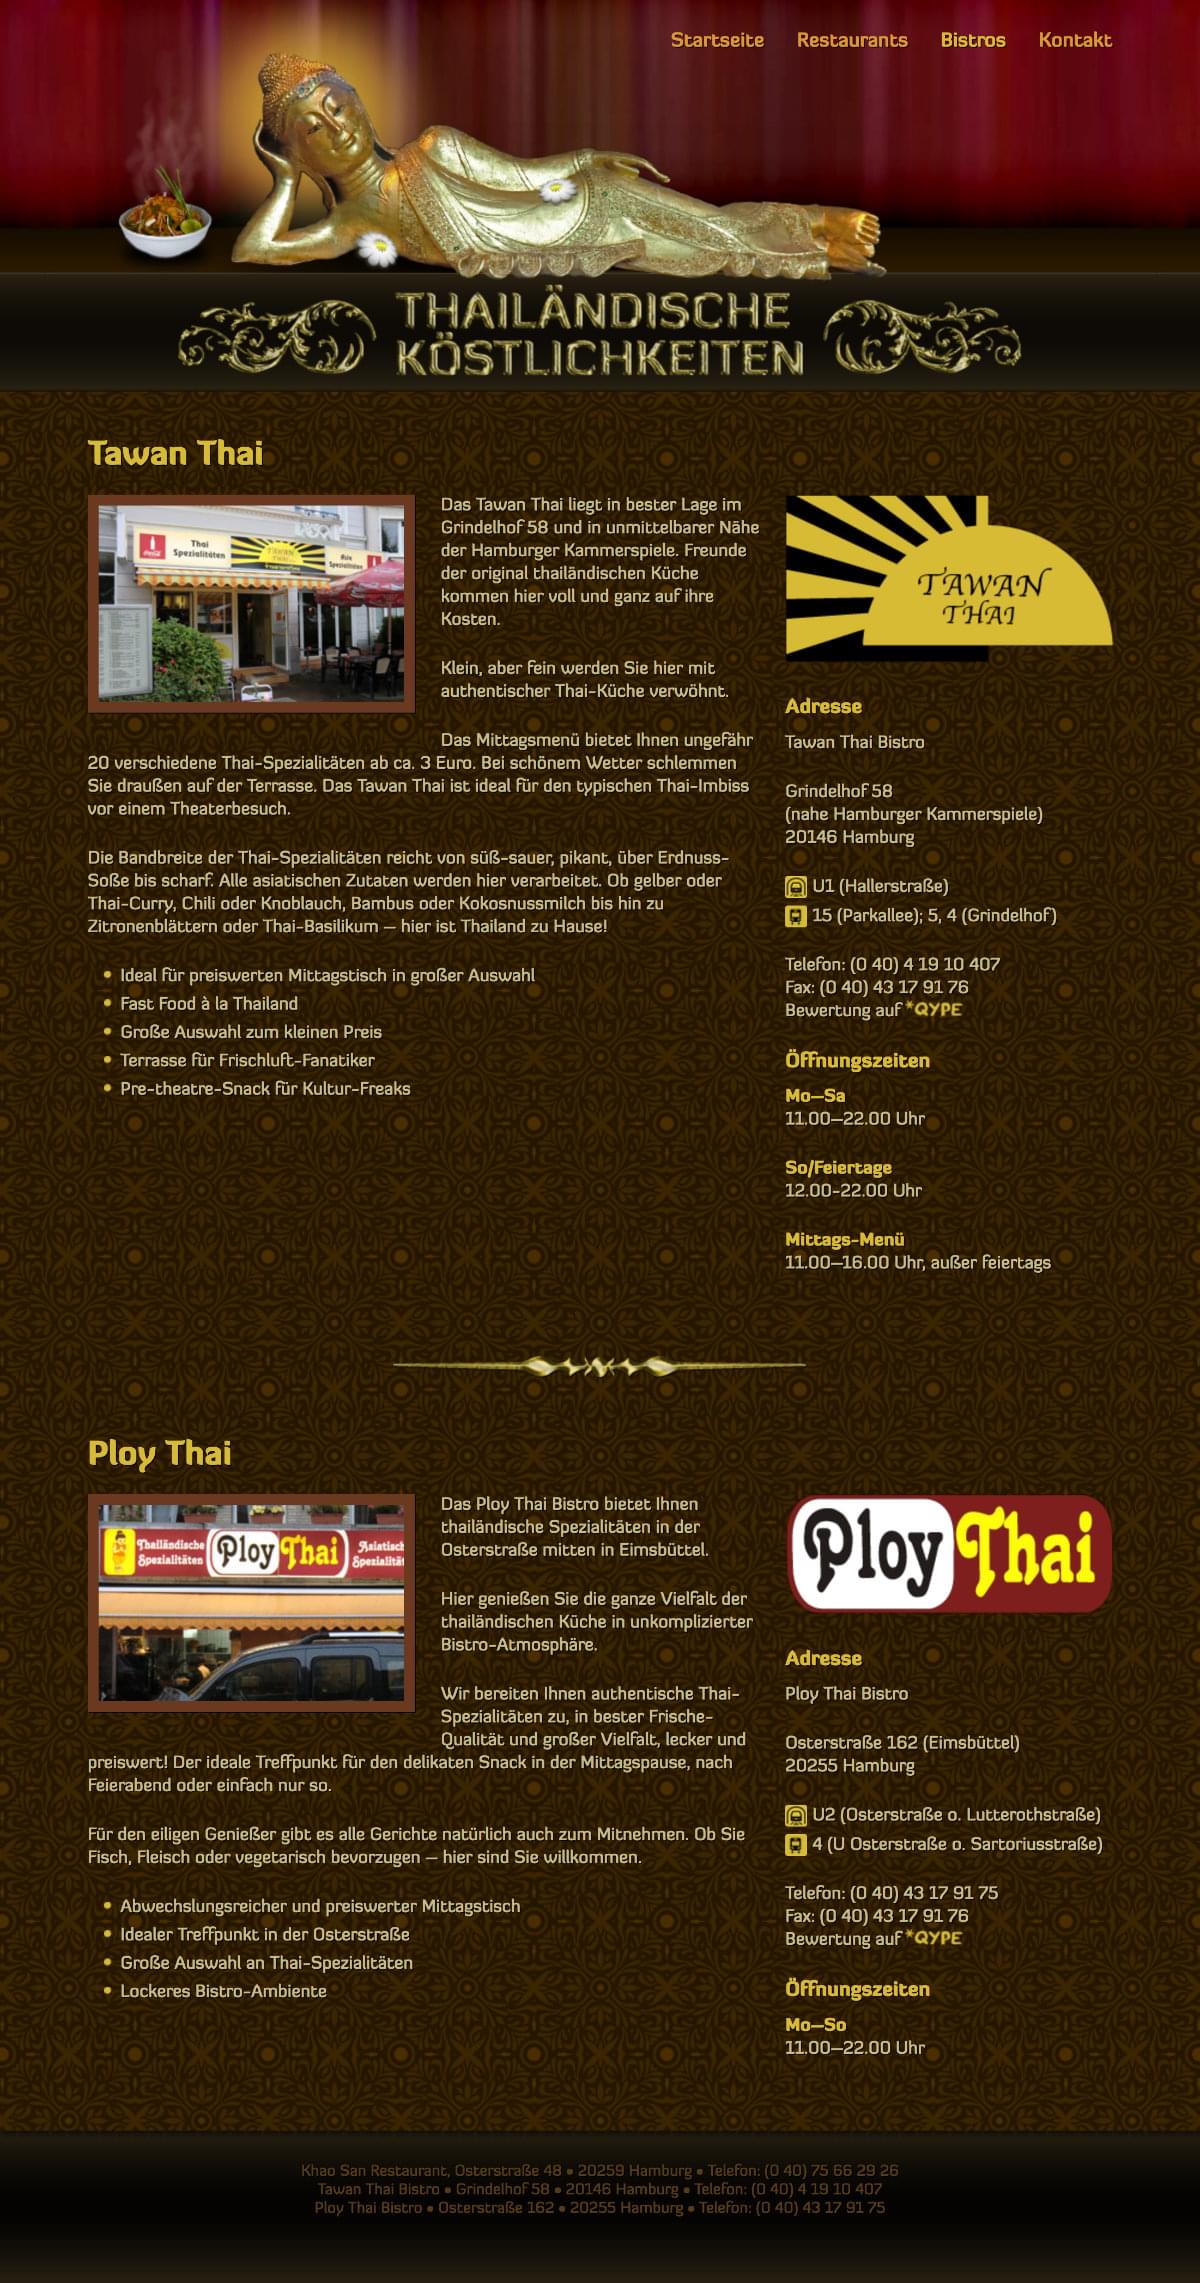 Startseite Restaurants Bistros Kontakt
THAILÄNDISCHE
KÖSTLICHKEITEN
Tawan Thai
Thai
Spezialitäten
TAWAN
THAI
Asia
Spezialitäten
Coca-Cola
Das Tawan Thai liegt in bester Lage im
Grindelhof 58 und in unmittelbarer Nähe
der Hamburger Kammerspiele. Freunde
der original thailändischen Küche
kommen hier voll und ganz auf ihre
Kosten.
Klein, aber fein werden Sie hier mit
authentischer Thai-Küche verwöhnt.
Das Mittagsmenü bietet Ihnen ungefähr
20 verschiedene Thai-Spezialitäten ab ca. 3 Euro. Bei schönem Wetter schlemmen
Sie draußen auf der Terrasse. Das Tawan Thai ist ideal für den typischen Thai-Imbiss
vor einem Theaterbesuch.
Die Bandbreite der Thai-Spezialitäten reicht von süß-sauer, pikant, über Erdnuss-
Soße bis scharf. Alle asiatischen Zutaten werden hier verarbeitet. Ob gelber oder
Thai-Curry, Chili oder Knoblauch, Bambus oder Kokosnussmilch bis hin zu
Zitronenblättern oder Thai-Basilikum – hier ist Thailand zu Hause!
• Ideal für preiswerten Mittagstisch in großer Auswahl
• Fast Food à la Thailand
• Große Auswahl zum kleinen Preis
• Terrasse für Frischluft-Fanatiker
• Pre-theatre-Snack für Kultur-Freaks
TAWAN
THAI
Adresse
Tawan Thai Bistro
Grindelhof 58
(nahe Hamburger Kammerspiele)
20146 Hamburg
U1 (Hallerstraße)
15 (Parkallee); 5, 4 (Grindelhof)
Telefon: (0 40) 4 19 10 407
Fax: (0 40) 43 17 91 76
Bewertung auf *QYPE
Öffnungszeiten
Mo–Sa
11.00–22.00 Uhr
So/Feiertage
12.00-22.00 Uhr
Mittags-Menü
11.00–16.00 Uhr, außer feiertags
Ploy Thai
Thailändische
Spezialitäten
Ploy Thai
Asiatisch
Spezialität
Das Ploy Thai Bistro bietet Ihnen
thailändische Spezialitäten in der
Osterstraße mitten in Eimsbüttel.
Hier genießen Sie die ganze Vielfalt der
thailändischen Küche in unkomplizierter
Bistro-Atmosphäre.
Wir bereiten Ihnen authentische Thai-
Spezialitäten zu, in bester Frische-
Qualität und großer Vielfalt, lecker und
preiswert! Der ideale Treffpunkt für den delikaten Snack in der Mittagspause, nach
Feierabend oder einfach nur so.
Für den eiligen Genießer gibt es alle Gerichte natürlich auch zum Mitnehmen. Ob Sie
Fisch, Fleisch oder vegetarisch bevorzugen – hier sind Sie willkommen.
• Abwechslungsreicher und preiswerter Mittagstisch
• Idealer Treffpunkt in der Osterstraße
• Große Auswahl an Thai-Spezialitäten
• Lockeres Bistro-Ambiente
Ploy Thai
Adresse
Ploy Thai Bistro
Osterstraße 162 (Eimsbüttel)
20255 Hamburg
U2 (Osterstraße o. Lutterothstraße)
4 (U Osterstraße o. Sartoriusstraße)
Telefon: (0 40) 43 17 91 75
Fax: (0 40) 43 17 91 76
Bewertung auf *QYPE
Öffnungszeiten
Mo–So
11.00–22.00 Uhr
Khao San Restaurant, Osterstraße 48 • 20259 Hamburg • Telefon: (0 40) 75 66 29 26
Tawan Thai Bistro • Grindelhof 58 • 20146 Hamburg • Telefon: (0 40) 4 19 10 407
Ploy Thai Bistro • Osterstraße 162 • 20255 Hamburg • Telefon: (0 40) 43 17 91 75